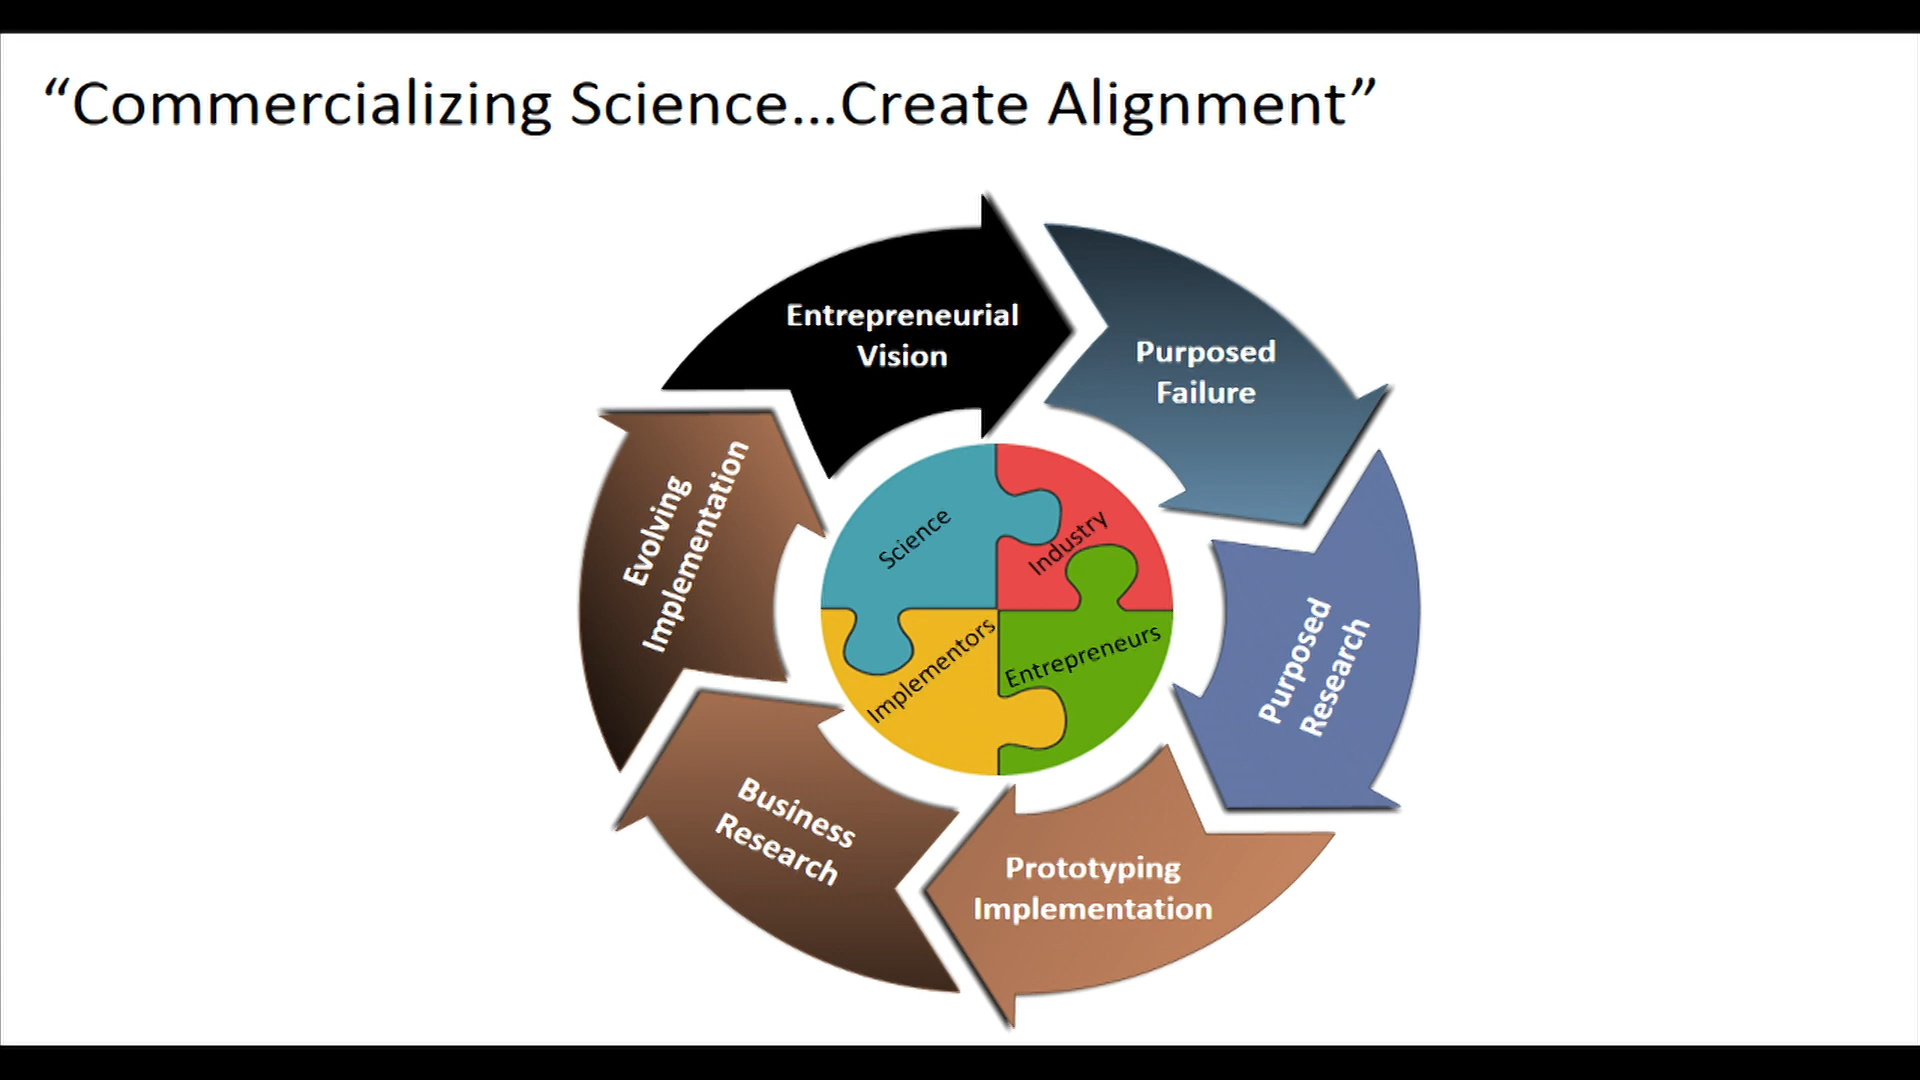 “Commercializing Science...Create Alignment”
Entrepreneurial
Vision
Purposed
Failure
Purposed
Research
Prototyping
Implementation
Business
Research
Evolving
Implementation
Science
Industry
Implementors
Entrepreneurs